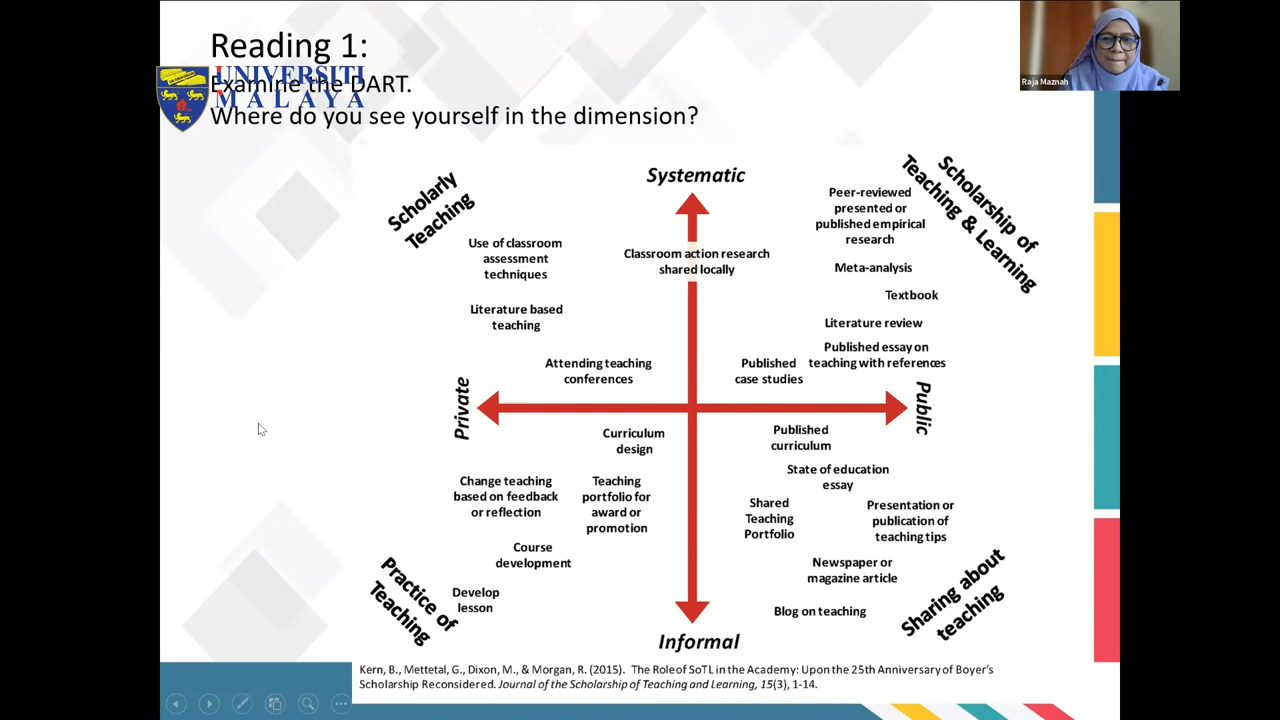 Reading 1:
UNIVERSITI
MALAYA
Examine the DART.
Where do you see yourself in the dimension?
Raja Maznah
Systematic
Scholarly
Teaching
Scholarship of
Teaching & Learning
Peer-reviewed
presented or
published empirical
research
Use of classroom
assessment
techniques
Classroom action research
shared locally
Meta-analysis
Textbook
Literature based
teaching
Literature review
Published essay on
teaching with references
Attending teaching
conferences
Published
case studies
Private
Public
Curriculum
design
Published
curriculum
State of education
essay
Change teaching
based on feedback
or reflection
Teaching
portfolio for
award or
promotion
Shared
Teaching
Portfolio
Presentation or
publication of
teaching tips
Course
development
Newspaper or
magazine article
Develop
lesson
Blog on teaching
Practice of
Teaching
Sharing about
teaching
Informal
Kern, B., Mettetal, G., Dixon, M., & Morgan, R. (2015). The Role of SoTL in the Academy: Upon the 25th Anniversary of Boyer's
Scholarship Reconsidered. Journal of the Scholarship of Teaching and Learning, 15(3), 1-14.